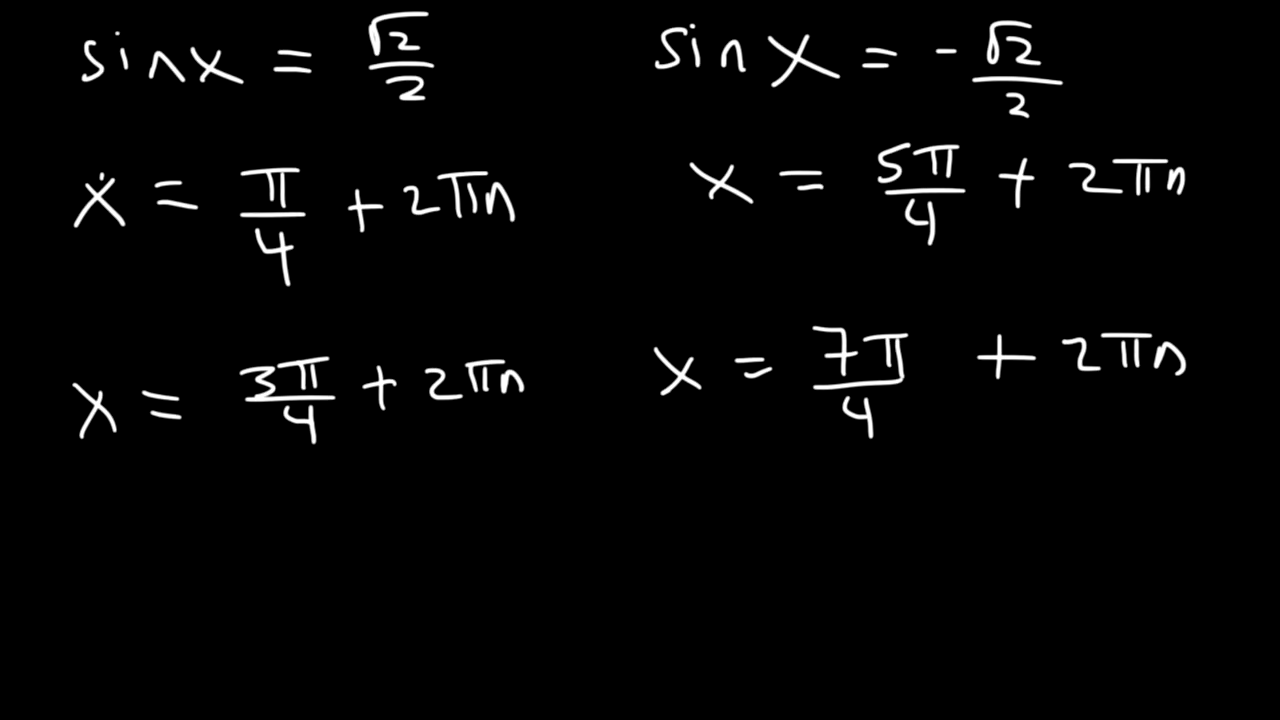 sinx = √2/2
x = π/4 + 2πn
x = 3π/4 + 2πn
sin x = -√2/2
x = 5π/4 + 2πn
x = 7π/4 + 2πn